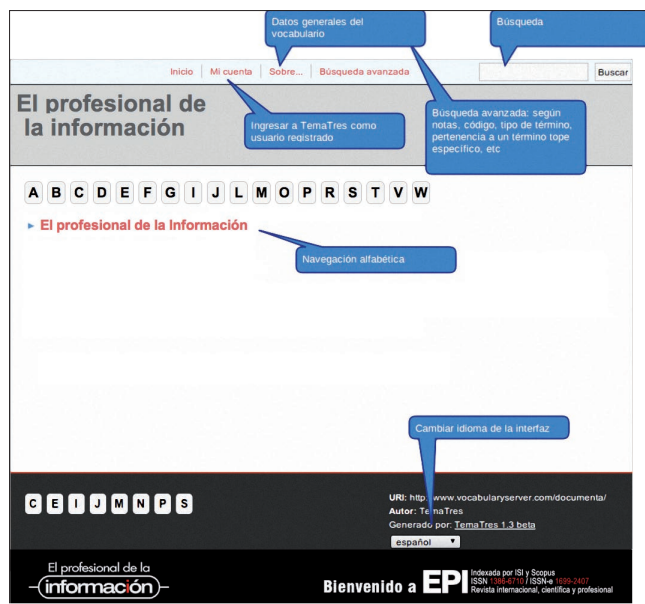 Datos generales del
vocabulario
Búsqueda
Inicio | Mi cuenta | Sobre... | Búsqueda avanzada
Buscar
El profesional de
la información
Ingresar a TemaTres como
usuario registrado
Búsqueda avanzada: según
notas, código, tipo de término,
pertenencia a un término tope
específico, etc
A B C D E F G I J L M O P R S T V W
El profesional de la Información
Navegación alfabética
Cambiar idioma de la interfaz
C E I J M N P S
URI: http://www.vocabularyserver.com/documenta/
Autor: TemaTres
Generado por: TemaTres 1.3 beta
español
El profesional de la
información
Bienvenido a EPI
Indexada por ISI y Scopus
ISSN 1386-6710 / ISSN-e 1699-2407
Revista internacional, científica y profesional